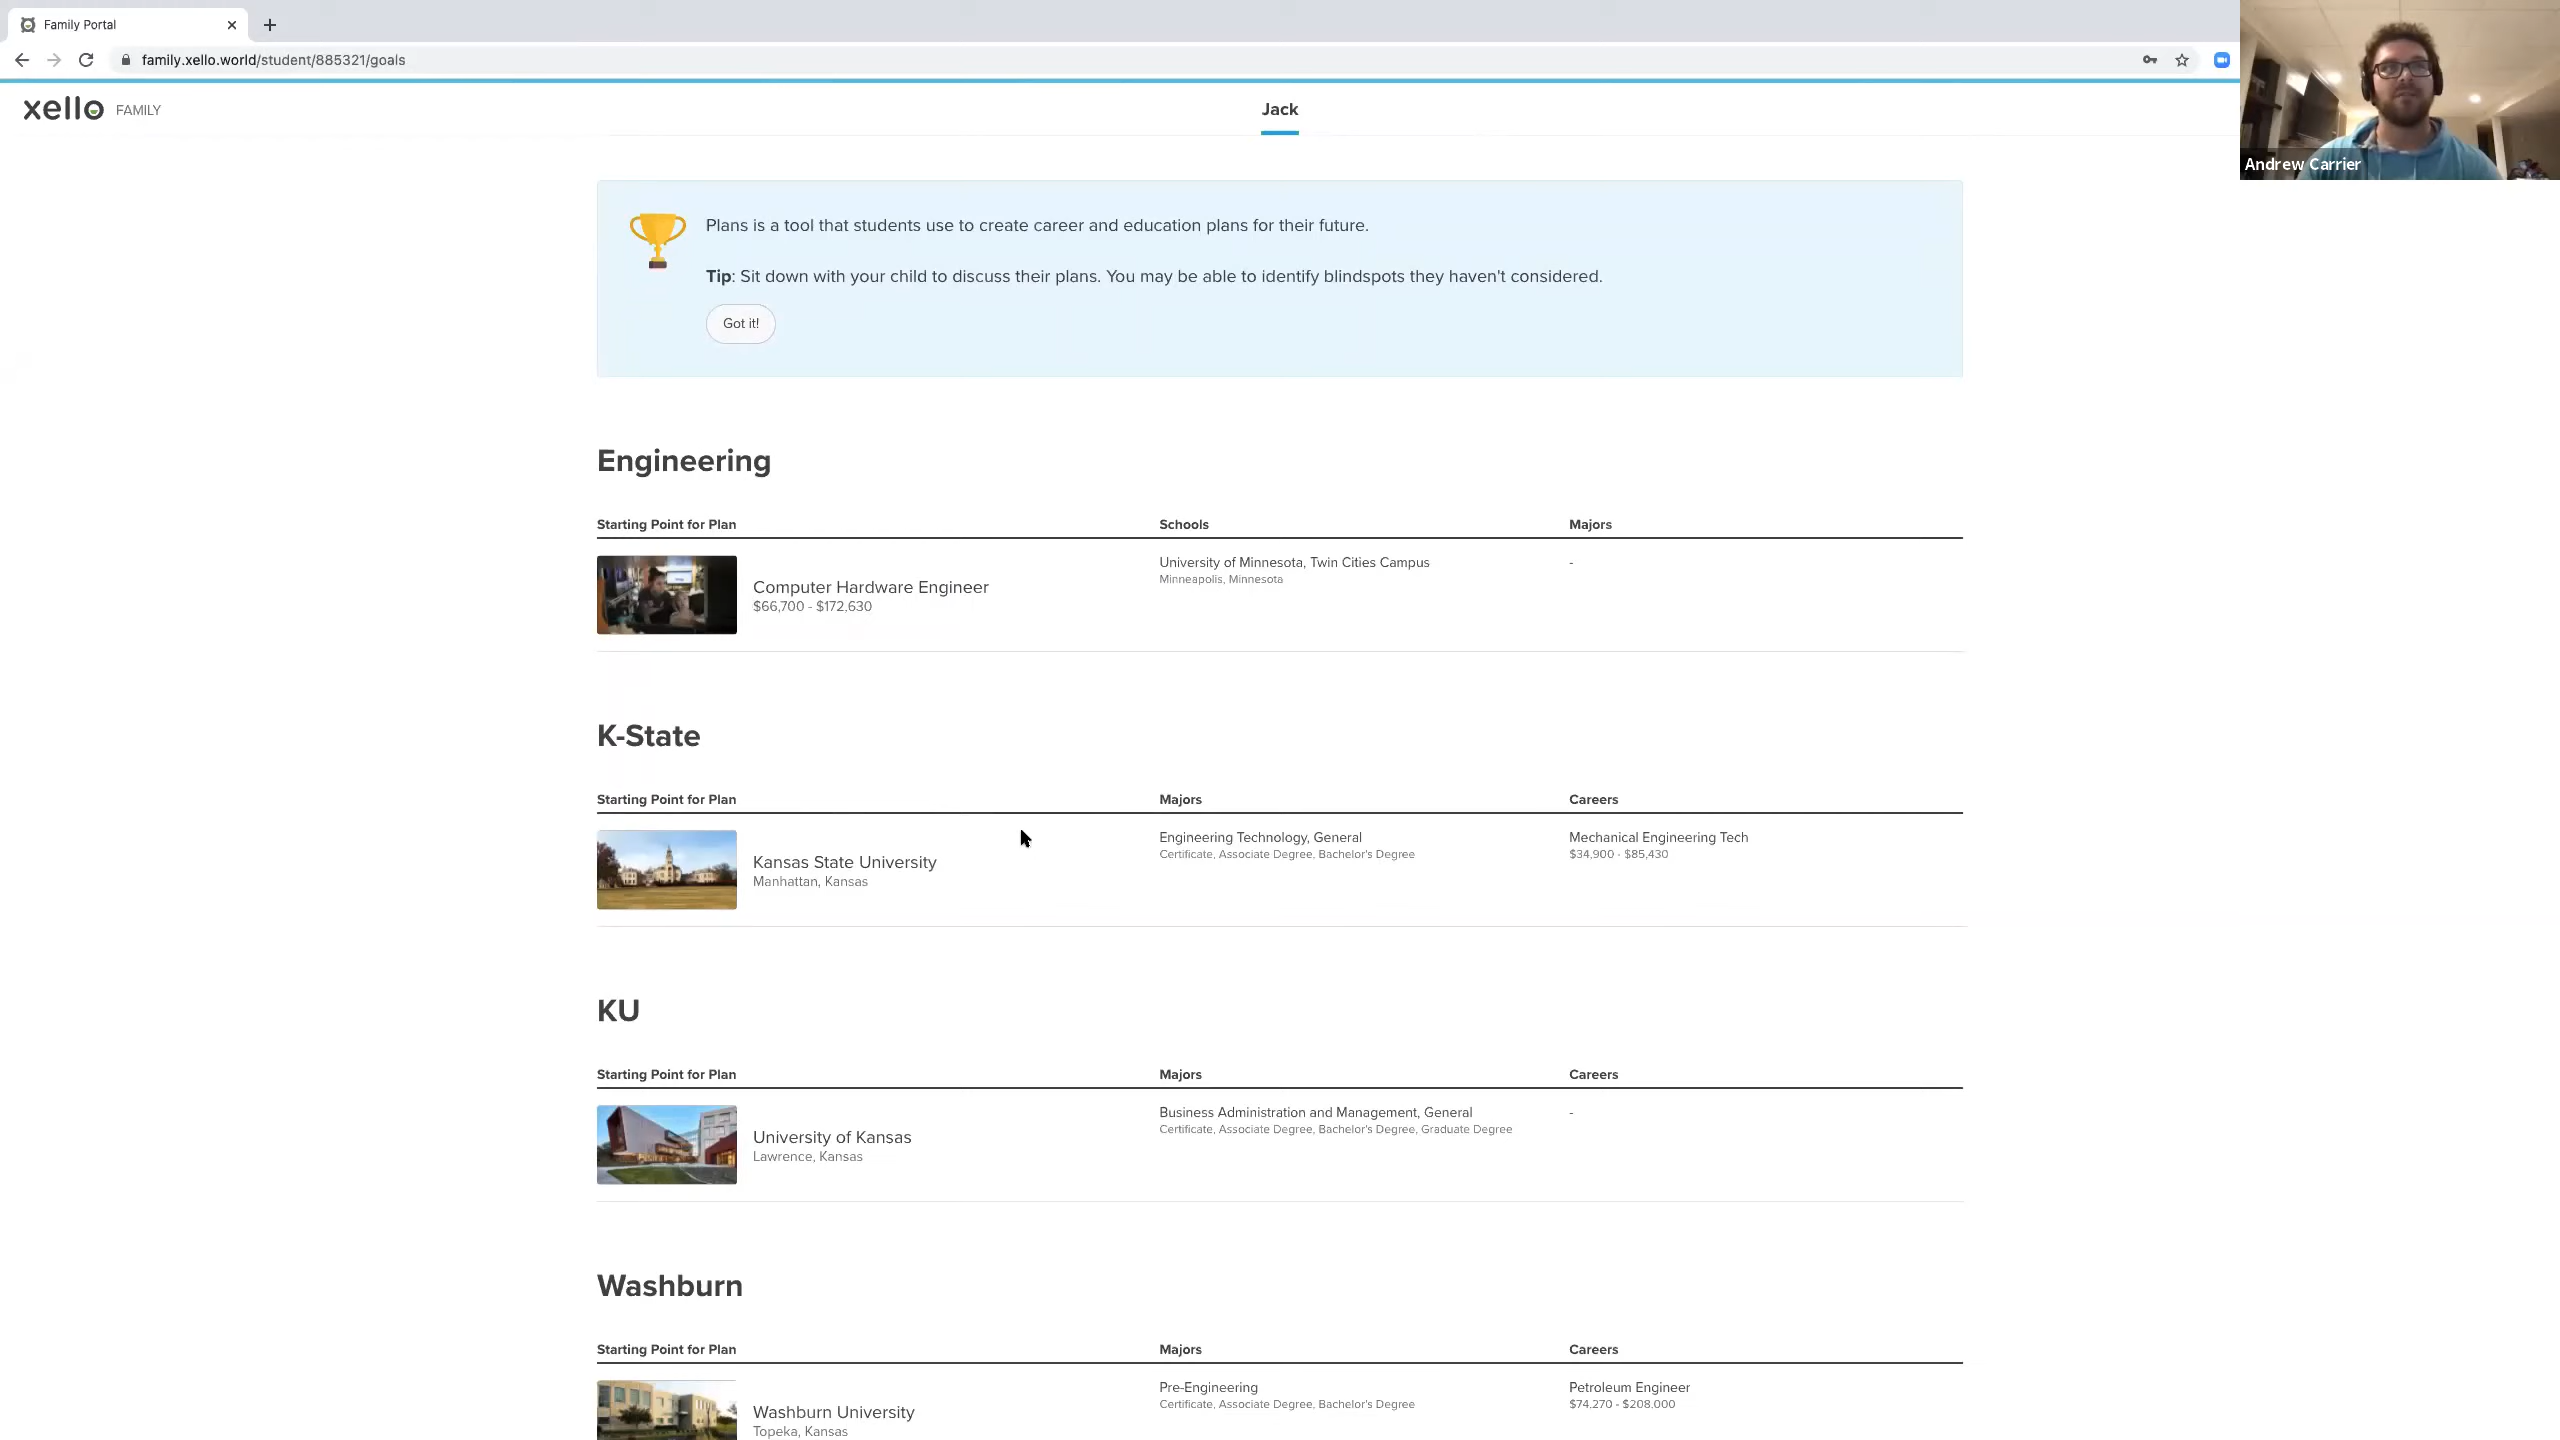 Family Portal
family.xello.world/student/885321/goals
Andrew Carrier
xello FAMILY
Jack
Plans is a tool that students use to create career and education plans for their future.
Tip: Sit down with your child to discuss their plans. You may be able to identify blindspots they haven't considered.
Got it!
Engineering
Starting Point for Plan Schools Majors
Computer Hardware Engineer
$66,700 - $172,630
University of Minnesota, Twin Cities Campus
Minneapolis, Minnesota
-
K-State
Starting Point for Plan Majors Careers
Kansas State University
Manhattan, Kansas
Engineering Technology, General
Certificate, Associate Degree, Bachelor's Degree
Mechanical Engineering Tech
$34,900 - $85,430
KU
Starting Point for Plan Majors Careers
University of Kansas
Lawrence, Kansas
Business Administration and Management, General
Certificate, Associate Degree, Bachelor's Degree, Graduate Degree
-
Washburn
Starting Point for Plan Majors Careers
Washburn University
Topeka, Kansas
Pre-Engineering
Certificate, Associate Degree, Bachelor's Degree
Petroleum Engineer
$74,270 - $208,000